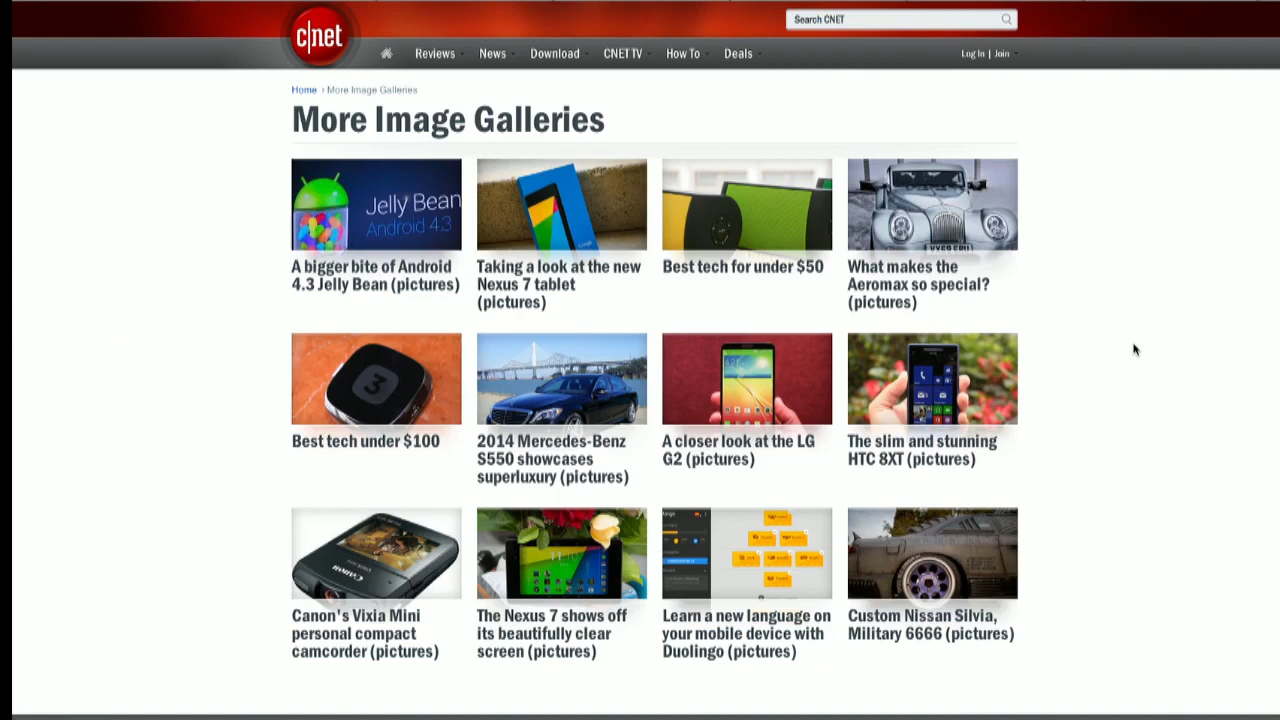 c|net
Search CNET
Reviews News Download CNET TV How To Deals
Log In | Join
Home › More Image Galleries
More Image Galleries
Jelly Bean
Android 4.3
A bigger bite of Android
4.3 Jelly Bean (pictures)
Taking a look at the new
Nexus 7 tablet
(pictures)
Best tech for under $50
What makes the
Aeromax so special?
(pictures)
3
Best tech under $100
2014 Mercedes-Benz
S550 showcases
superluxury (pictures)
A closer look at the LG
G2 (pictures)
The slim and stunning
HTC 8XT (pictures)
Canon
Canon's Vixia Mini
personal compact
camcorder (pictures)
The Nexus 7 shows off
its beautifully clear
screen (pictures)
Learn a new language on
your mobile device with
Duolingo (pictures)
Custom Nissan Silvia,
Military 6666 (pictures)